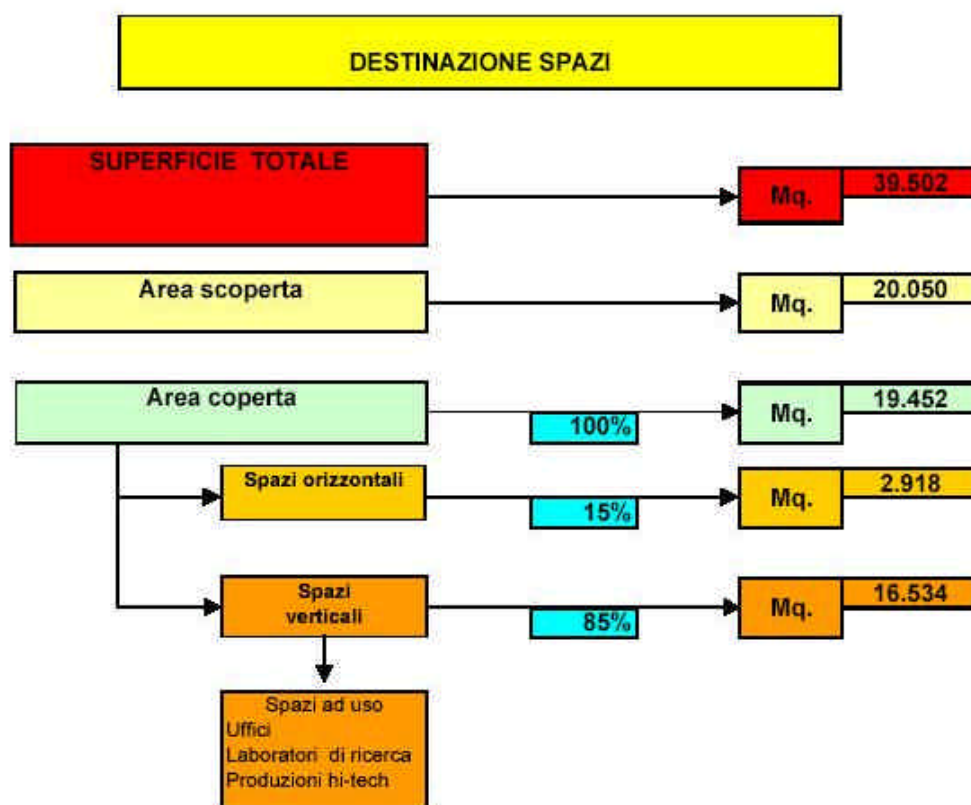 DESTINAZIONE SPAZI
SUPERFICIE TOTALE
Mq.
39.502
Area scoperta
Mq.
20.050
Area coperta
100%
Mq.
19.452
Spazi orizzontali
15%
Mq.
2.918
Spazi
verticali
85%
Mq.
16.534
Spazi ad uso
Uffici
Laboratori di ricerca
Produzioni hi-tech